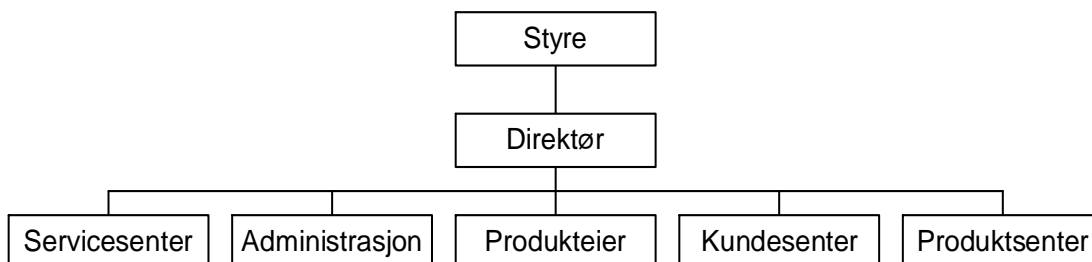 Styre
Direktør
Servicesenter
Administrasjon
Produkteier
Kundesenter
Produktsenter